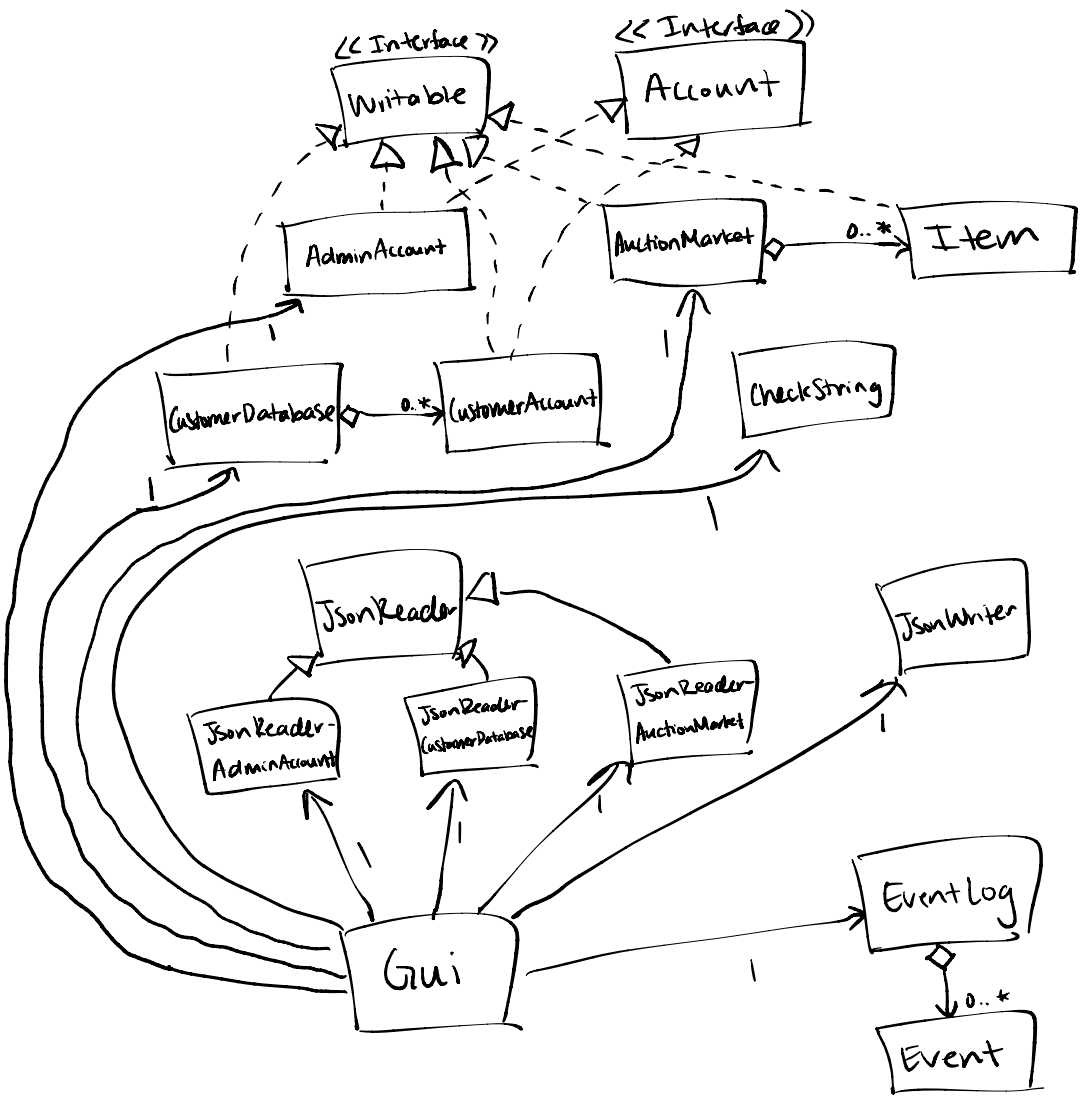 << Interface >>
<< Interface >>
Writable
Account
AdminAccount
AuctionMarket
0..*
Item
1
1
CustomerDatabase
0..*
CustomerAccount
CheckString
1
1
JsonReader
JsonWriter
JsonReader-
AdminAccount
JsonReader-
CustomerDatabase
JsonReader-
AuctionMarket
1
1
1
1
EventLog
Gui
1
0..*
Event